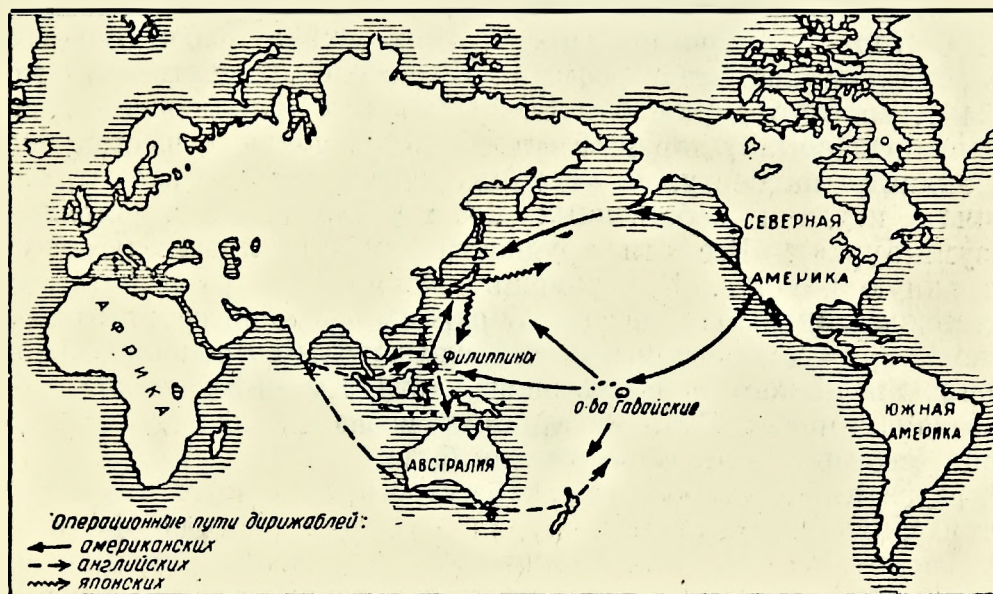 СЕВЕРНАЯ
АМЕРИКА
АФРИКА
ФИЛИППИНЫ
о-ва Гавайские
ЮЖНАЯ
АМЕРИКА
АВСТРАЛИЯ
Операционные пути дирижаблей:
американских
английских
японских